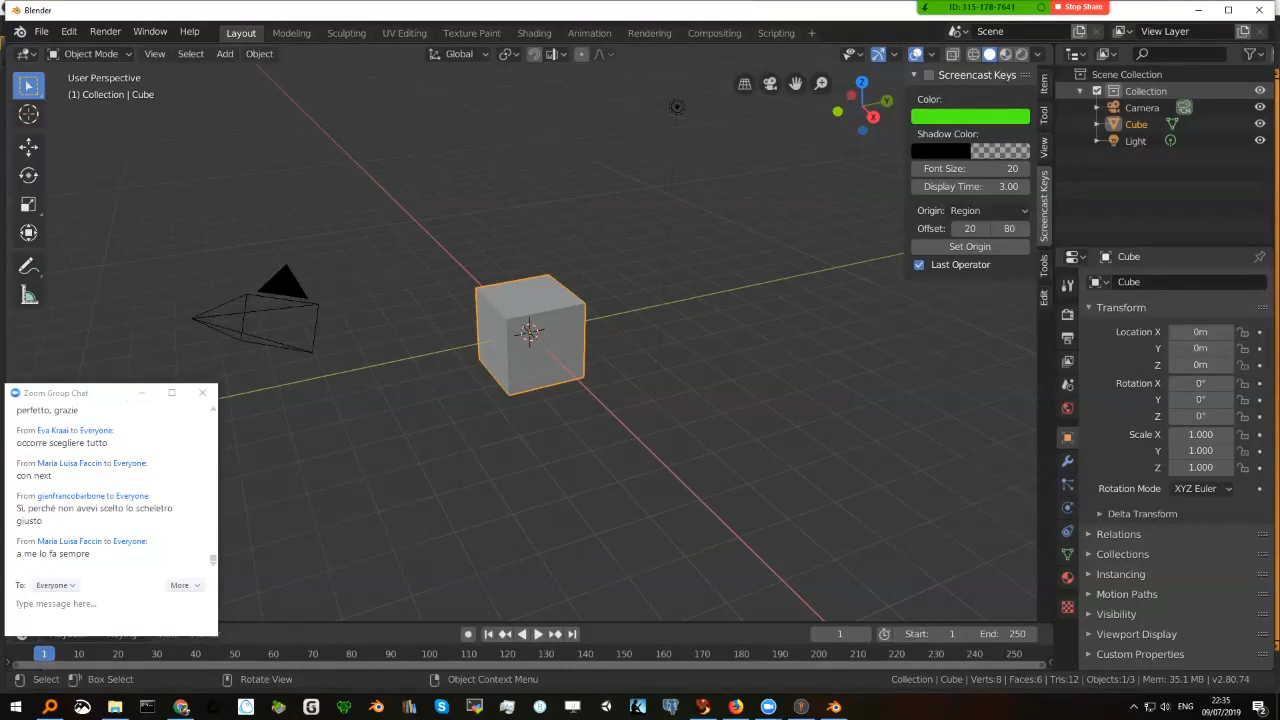 Blender
ID: 315-178-7641
Stop Share
File Edit Render Window Help
Layout Modeling Sculpting UV Editing Texture Paint Shading Animation Rendering Compositing Scripting
Scene
View Layer
Object Mode
View Select Add Object
Global
User Perspective
(1) Collection | Cube
Z
Y
X
Screencast Keys
Color:
Shadow Color:
Font Size: 20
Display Time: 3.00
Origin: Region
Offset: 20 80
Set Origin
Last Operator
Item
Tool
View
Screencast Keys
Tools
Edit
Scene Collection
Collection
Camera
Cube
Light
Cube
Cube
Transform
Location X 0m
Y 0m
Z 0m
Rotation X 0°
Y 0°
Z 0°
Scale X 1.000
Y 1.000
Z 1.000
Rotation Mode XYZ Euler
Delta Transform
Relations
Collections
Instancing
Motion Paths
Visibility
Viewport Display
Custom Properties
Zoom Group Chat
perfetto, grazie
From Eva Kraai to Everyone:
occorre scegliere tutto
From Maria Luisa Faccin to Everyone:
con next
From gianfrancobarbone to Everyone:
Sì, perché non avevi scelto lo scheletro
giusto
From Maria Luisa Faccin to Everyone:
a me lo fa sempre
To: Everyone More
Type message here...
1 Start: 1 End: 250
1 10 20 30 40 50 60 70 80 90 100 110 120 130 140 150 160 170 180 190 200 210 220 230 240 250
Select Box Select Rotate View Object Context Menu
Collection | Cube | Verts:8 | Faces:6 | Tris:12 | Objects:1/3 | Mem: 35.1 MB | v2.80.74
ENG
22:35
09/07/2019